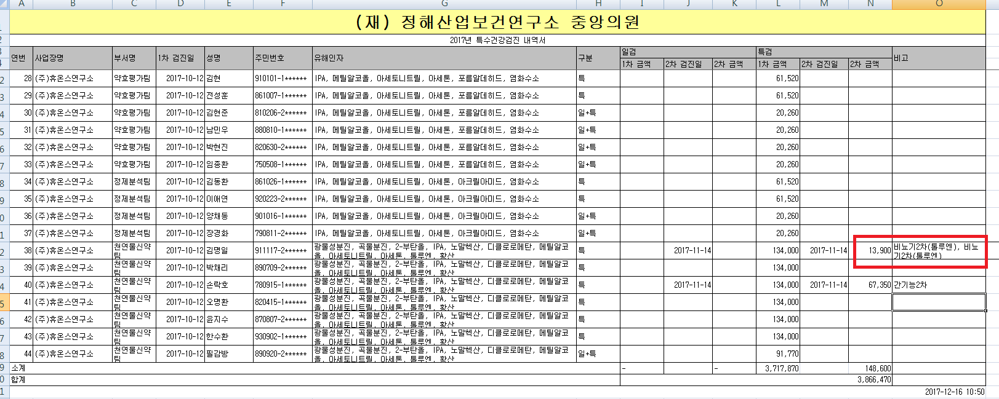 A B C D E F G H I J K L M N O
(재) 정해산업보건연구소 중앙의원
2017년 특수건강검진 내역서
연번 사업장명 부서명 1차 검진일 성명 주민번호 유해인자 구분 일검 특검 비고
1차 금액 2차 검진일 2차 금액 1차 금액 2차 검진일 2차 금액
28 (주)휴온스연구소 약효평가팀 2017-10-12 김현 910101-1****** IPA, 메틸알코올, 아세토니트릴, 아세톤, 포름알데히드, 염화수소 특 61,520
29 (주)휴온스연구소 약효평가팀 2017-10-12 전성훈 861007-1****** IPA, 메틸알코올, 아세토니트릴, 아세톤, 포름알데히드, 염화수소 특 61,520
30 (주)휴온스연구소 약효평가팀 2017-10-12 김현준 810206-2****** IPA, 메틸알코올, 아세토니트릴, 아세톤, 포름알데히드, 염화수소 일+특 20,260
31 (주)휴온스연구소 약효평가팀 2017-10-12 남민우 880810-1****** IPA, 메틸알코올, 아세토니트릴, 아세톤, 포름알데히드, 염화수소 일+특 20,260
32 (주)휴온스연구소 약효평가팀 2017-10-12 박현진 820630-2****** IPA, 메틸알코올, 아세토니트릴, 아세톤, 포름알데히드, 염화수소 일+특 20,260
33 (주)휴온스연구소 약효평가팀 2017-10-12 임종환 750508-1****** IPA, 메틸알코올, 아세토니트릴, 아세톤, 포름알데히드, 염화수소 일+특 20,260
34 (주)휴온스연구소 정제분석팀 2017-10-12 김동환 861026-1****** IPA, 메틸알코올, 아세토니트릴, 아세톤, 아크릴아미드, 염화수소 특 61,520
35 (주)휴온스연구소 정제분석팀 2017-10-12 이애연 920223-2****** IPA, 메틸알코올, 아세토니트릴, 아세톤, 아크릴아미드, 염화수소 특 61,520
36 (주)휴온스연구소 정제분석팀 2017-10-12 양채동 901016-1****** IPA, 메틸알코올, 아세토니트릴, 아세톤, 아크릴아미드, 염화수소 일+특 20,260
37 (주)휴온스연구소 정제분석팀 2017-10-12 장경화 790811-2****** IPA, 메틸알코올, 아세토니트릴, 아세톤, 아크릴아미드, 염화수소 일+특 20,260
38 (주)휴온스연구소 천연물신약 2017-10-12 김명일 911117-2****** 광물성분진, 곡물분진, 2-부탄올, IPA, 노말헥산, 디클로로메탄, 메틸알코 특 2017-11-14 134,000 2017-11-14 13,900 비뇨기2차(톨루엔), 비뇨
팀 올, 아세토니트릴, 아세톤, 톨루엔, 황산 기2차(톨루엔)
39 (주)휴온스연구소 천연물신약 2017-10-12 박채리 890709-2****** 광물성분진, 곡물분진, 2-부탄올, IPA, 노말헥산, 디클로로메탄, 메틸알코 특 134,000
팀 올, 아세토니트릴, 아세톤, 톨루엔, 황산
40 (주)휴온스연구소 천연물신약 2017-10-12 손락호 780915-1****** 광물성분진, 곡물분진, 2-부탄올, IPA, 노말헥산, 디클로로메탄, 메틸알코 특 2017-11-14 134,000 2017-11-14 67,350 간기능2차
팀 올, 아세토니트릴, 아세톤, 톨루엔, 황산
41 (주)휴온스연구소 천연물신약 2017-10-12 오명환 820415-1****** 광물성분진, 곡물분진, 2-부탄올, IPA, 노말헥산, 디클로로메탄, 메틸알코 특 134,000
팀 올, 아세토니트릴, 아세톤, 톨루엔, 황산
42 (주)휴온스연구소 천연물신약 2017-10-12 윤지수 870807-2****** 광물성분진, 곡물분진, 2-부탄올, IPA, 노말헥산, 디클로로메탄, 메틸알코 특 134,000
팀 올, 아세토니트릴, 아세톤, 톨루엔, 황산
43 (주)휴온스연구소 천연물신약 2017-10-12 한수환 930902-1****** 광물성분진, 곡물분진, 2-부탄올, IPA, 노말헥산, 디클로로메탄, 메틸알코 특 134,000
팀 올, 아세토니트릴, 아세톤, 톨루엔, 황산
44 (주)휴온스연구소 천연물신약 2017-10-12 필감방 890920-2****** 광물성분진, 곡물분진, 2-부탄올, IPA, 노말헥산, 디클로로메탄, 메틸알코 일+특 91,770
팀 올, 아세토니트릴, 아세톤, 톨루엔, 황산
소계 - - 3,717,870 148,600
합계 3,866,470
2017-12-16 10:50